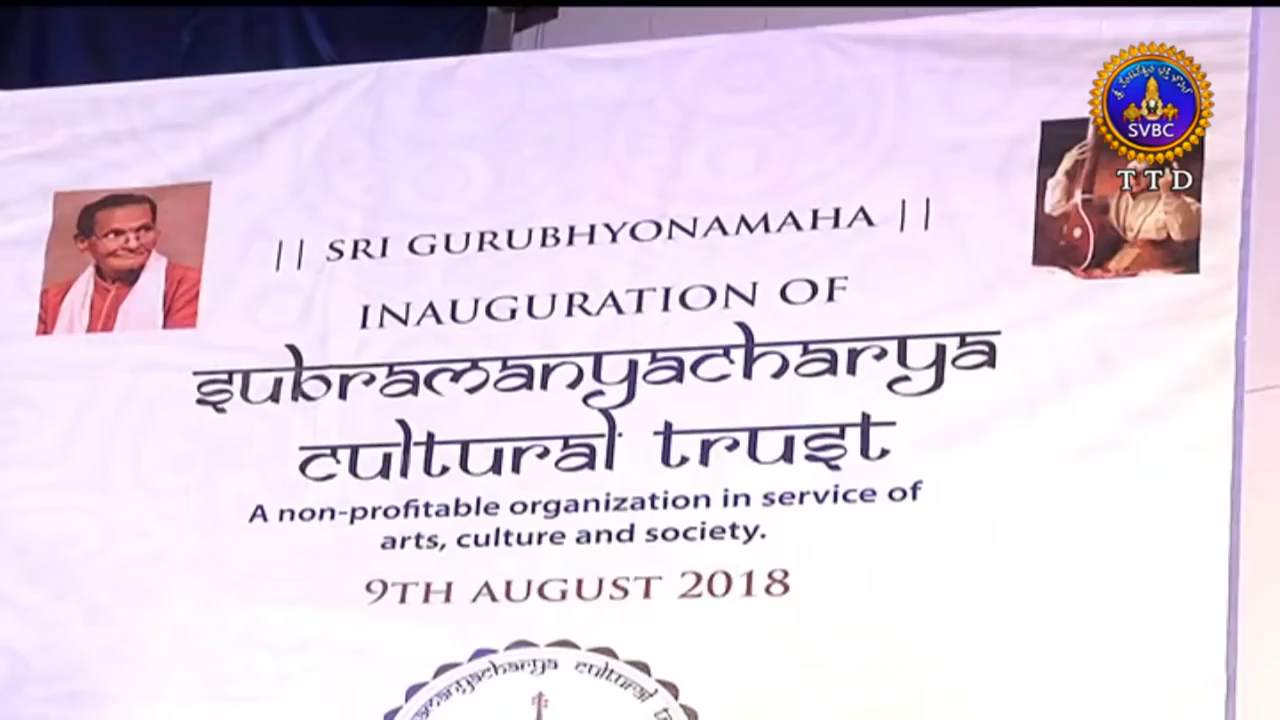 SVBC
TTD
|| SRI GURUBHYONAMAHA ||
INAUGURATION OF
subramanyacharya
cultural trust
A non-profitable organization in service of
arts, culture and society.
9TH AUGUST 2018
cultural